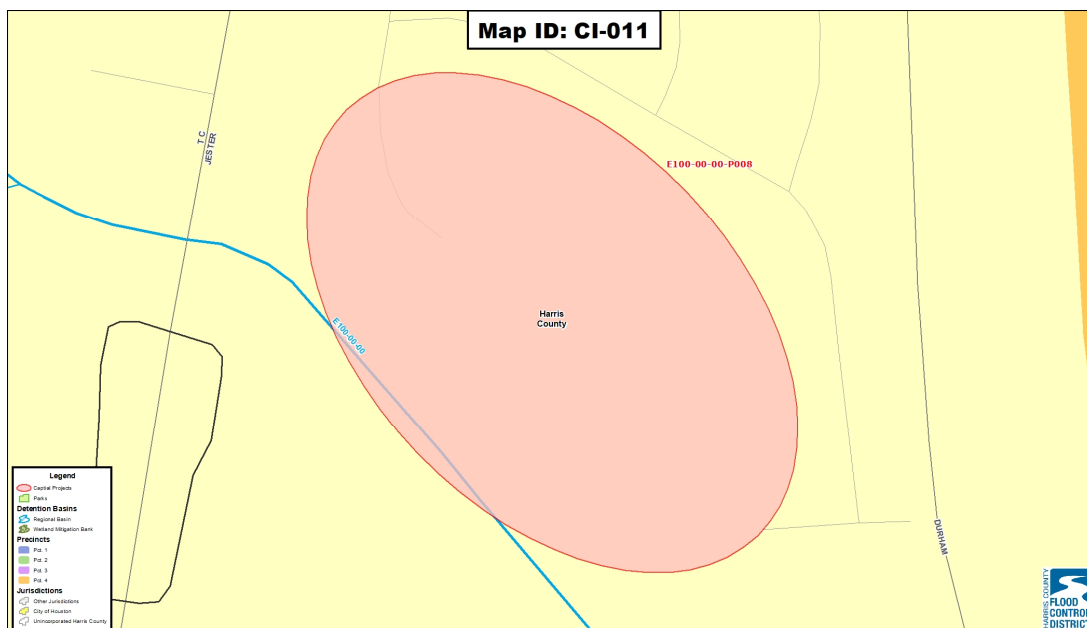 Map ID: CI-011
T C
JESTER
E100-00-00-P008
Harris
County
E100-00-00
DURHAM
Legend
Captial Projects
Parks
Detention Basins
Regional Basin
Wetland Mitigation Bank
Precincts
Pct. 1
Pct. 2
Pct. 3
Pct. 4
Jurisdictions
Other Jurisdictions
City of Houston
Unincorporated Harris County
HARRIS COUNTY
FLOOD
CONTROL
DISTRICT